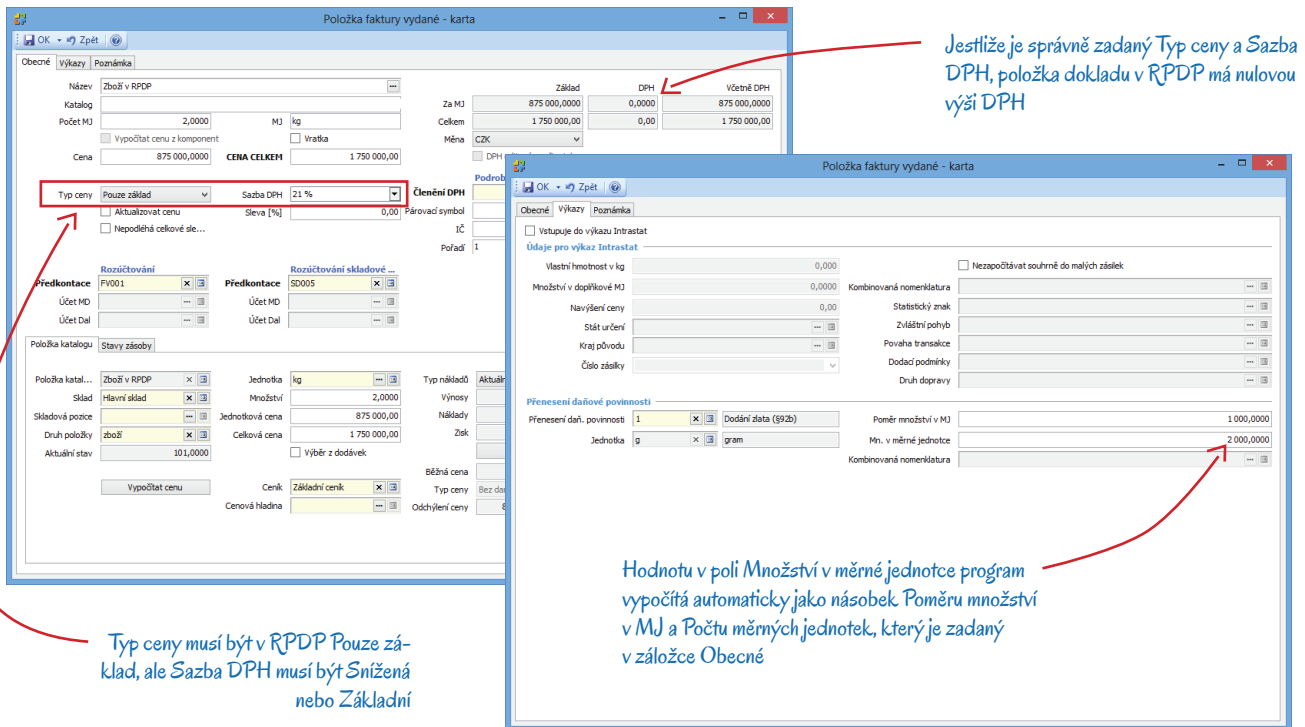 Položka faktury vydané - karta
OK Zpět
Obecné Výkazy Poznámka
Název Zboží v RPDP
Katalog
Počet MJ 2,0000 MJ kg
Vypočítat cenu z komponent Vratka
Cena 875 000,0000 CENA CELKEM 1 750 000,00
Základ DPH Včetně DPH
Za MJ 875 000,0000 0,0000 875 000,0000
Celkem 1 750 000,00 0,00 1 750 000,00
Měna CZK
DPH
Typ ceny Pouze základ Sazba DPH 21 %
Aktualizovat cenu Sleva [%] 0,00
Nepodléhá celkové sle...
Podrob
Členění DPH
Párovací symbol
IČ
Pořadí 1
Rozúčtování Rozúčtování skladové ...
Předkontace FV001 Předkontace SD005
Účet MD Účet MD
Účet Dal Účet Dal
Položka katalogu Stavy zásoby
Položka katal... Zboží v RPDP Jednotka kg Typ nákladů Aktuáln
Sklad Hlavní sklad Množství 2,0000 Výnosy
Skladová pozice Jednotková cena 875 000,00 Náklady
Druh položky zboží Celková cena 1 750 000,00 Zisk
Aktuální stav 101,0000 Výběr z dodávek
Běžná cena
Vypočítat cenu Ceník Základní ceník Typ ceny Bez da
Cenová hladina Odchýlení ceny 8
Jestliže je správně zadaný Typ ceny a Sazba
DPH, položka dokladu v RPDP má nulovou
výši DPH
Položka faktury vydané - karta
OK Zpět
Obecné Výkazy Poznámka
Vstupuje do výkazu Intrastat
Údaje pro výkaz Intrastat
Vlastní hmotnost v kg 0,000 Nezapočítávat souhrně do malých zásilek
Množství v doplňkové MJ 0,0000 Kombinovaná nomenklatura
Navýšení ceny 0,00 Statistický znak
Stát určení Zvláštní pohyb
Kraj původu Povaha transakce
Číslo zásilky Dodací podmínky
Druh dopravy
Přenesení daňové povinnosti
Přenesení daň. povinnosti 1 Dodání zlata (§92b) Poměr množství v MJ 1 000,0000
Jednotka g gram Mn. v měrné jednotce 2 000,0000
Kombinovaná nomenklatura
Hodnotu v poli Množství v měrné jednotce program
vypočítá automaticky jako násobek Poměru množství
v MJ a Počtu měrných jednotek, který je zadaný
v záložce Obecné
Typ ceny musí být v RPDP Pouze zá-
klad, ale Sazba DPH musí být Snížená
nebo Základní